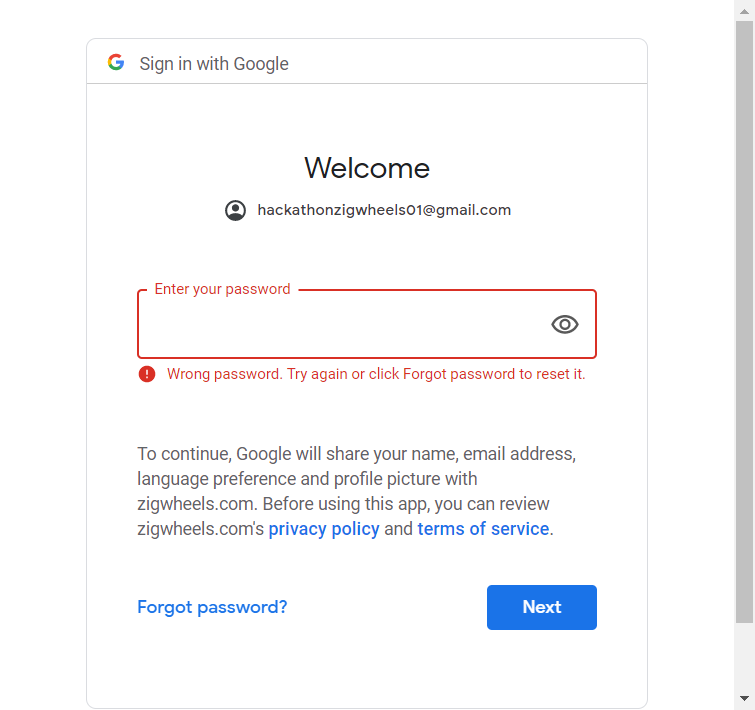 Sign in with Google
Welcome
hackathonzigwheels01@gmail.com
Enter your password
Wrong password. Try again or click Forgot password to reset it.
To continue, Google will share your name, email address,
language preference and profile picture with
zigwheels.com. Before using this app, you can review
zigwheels.com's privacy policy and terms of service.
Forgot password?
Next